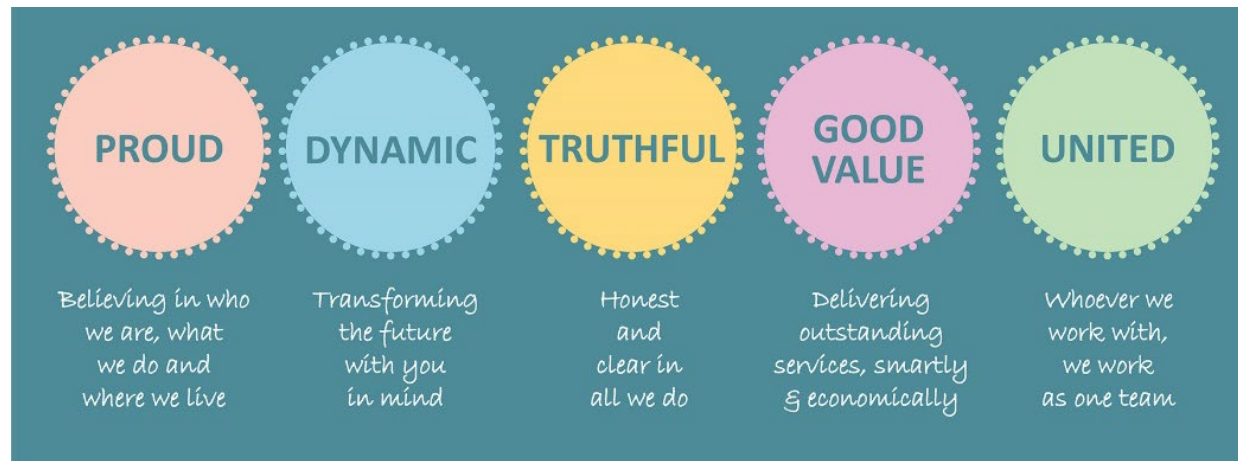 PROUD
Believing in who
we are, what
we do and
where we live
DYNAMIC
Transforming
the future
with you
in mind
TRUTHFUL
Honest
and
clear in
all we do
GOOD
VALUE
Delivering
outstanding
services, smartly
& economically
UNITED
Whoever we
work with,
we work
as one team